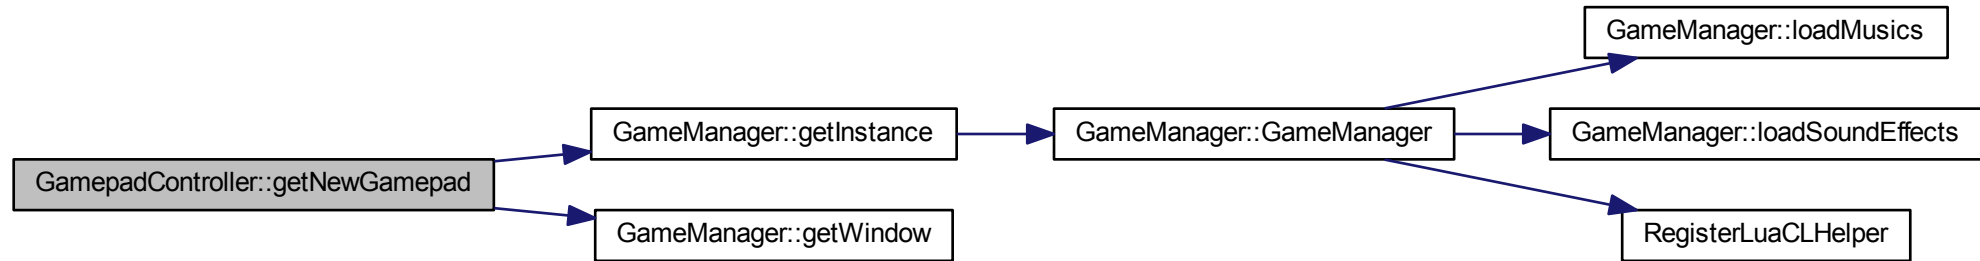 GameManager::loadMusics
GameManager::getInstance
GameManager::GameManager
GameManager::loadSoundEffects
GamepadController::getNewGamepad
GameManager::getWindow
RegisterLuaCLHelper